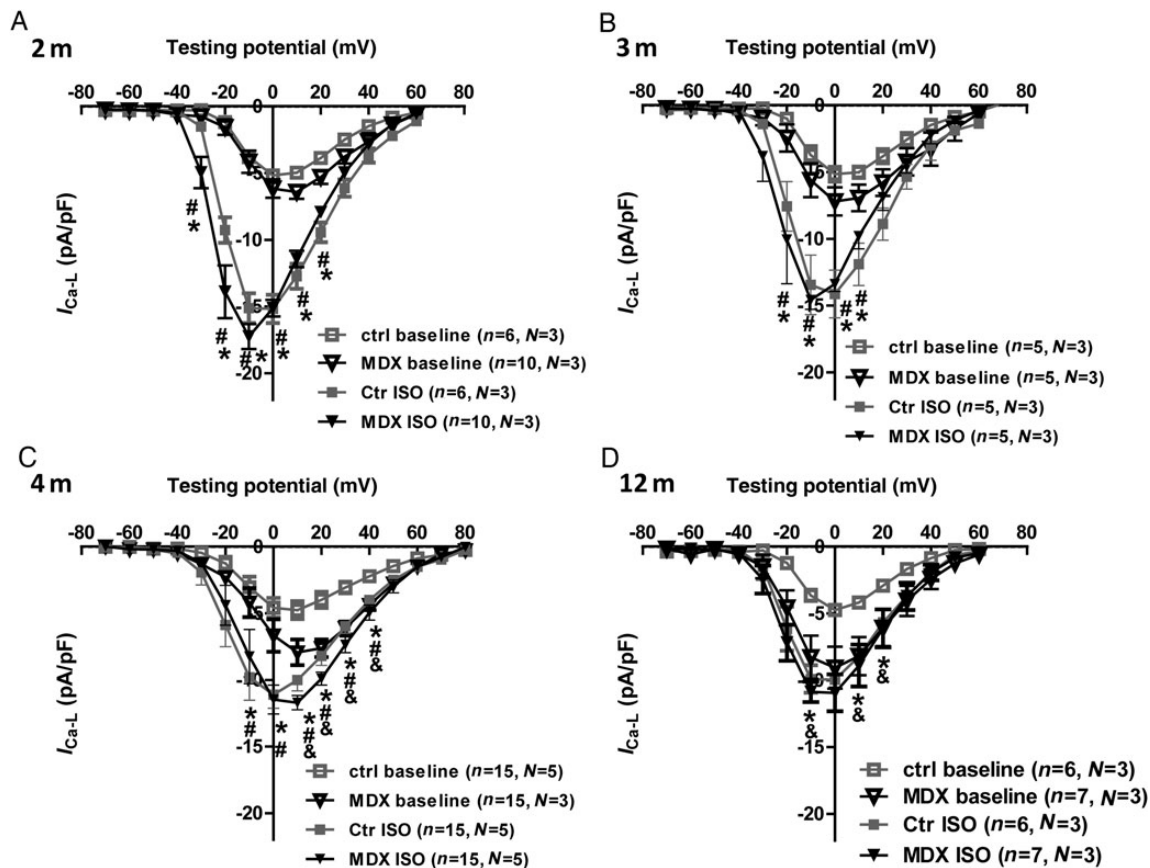 A
2 m
Testing potential (mV)
-80 -60 -40 -20 0 20 40 60 80
-5
-10
-15
-20
I Ca-L (pA/pF)
#
*
#
*
# *
#
*
#
*
#
*
ctrl baseline (n=6, N=3)
MDX baseline (n=10, N=3)
Ctr ISO (n=6, N=3)
MDX ISO (n=10, N=3)
B
3 m
Testing potential (mV)
-80 -60 -40 -20 0 20 40 60 80
-5
-10
-15
-20
I Ca-L (pA/pF)
#
*
#
*
#
*
#
*
ctrl baseline (n=5, N=3)
MDX baseline (n=5, N=3)
Ctr ISO (n=5, N=3)
MDX ISO (n=5, N=3)
C
4 m
Testing potential (mV)
-80 -60 -40 -20 0 20 40 60 80
-5
-10
-15
-20
I Ca-L (pA/pF)
*
#
*
#
*
#
&
*
#
&
*
#
&
*
#
&
ctrl baseline (n=15, N=5)
MDX baseline (n=15, N=3)
Ctr ISO (n=15, N=5)
MDX ISO (n=15, N=5)
D
12 m
Testing potential (mV)
-80 -60 -40 -20 0 20 40 60 80
-5
-10
-15
-20
I Ca-L (pA/pF)
*
&
*
&
*
&
ctrl baseline (n=6, N=3)
MDX baseline (n=7, N=3)
Ctr ISO (n=6, N=3)
MDX ISO (n=7, N=3)